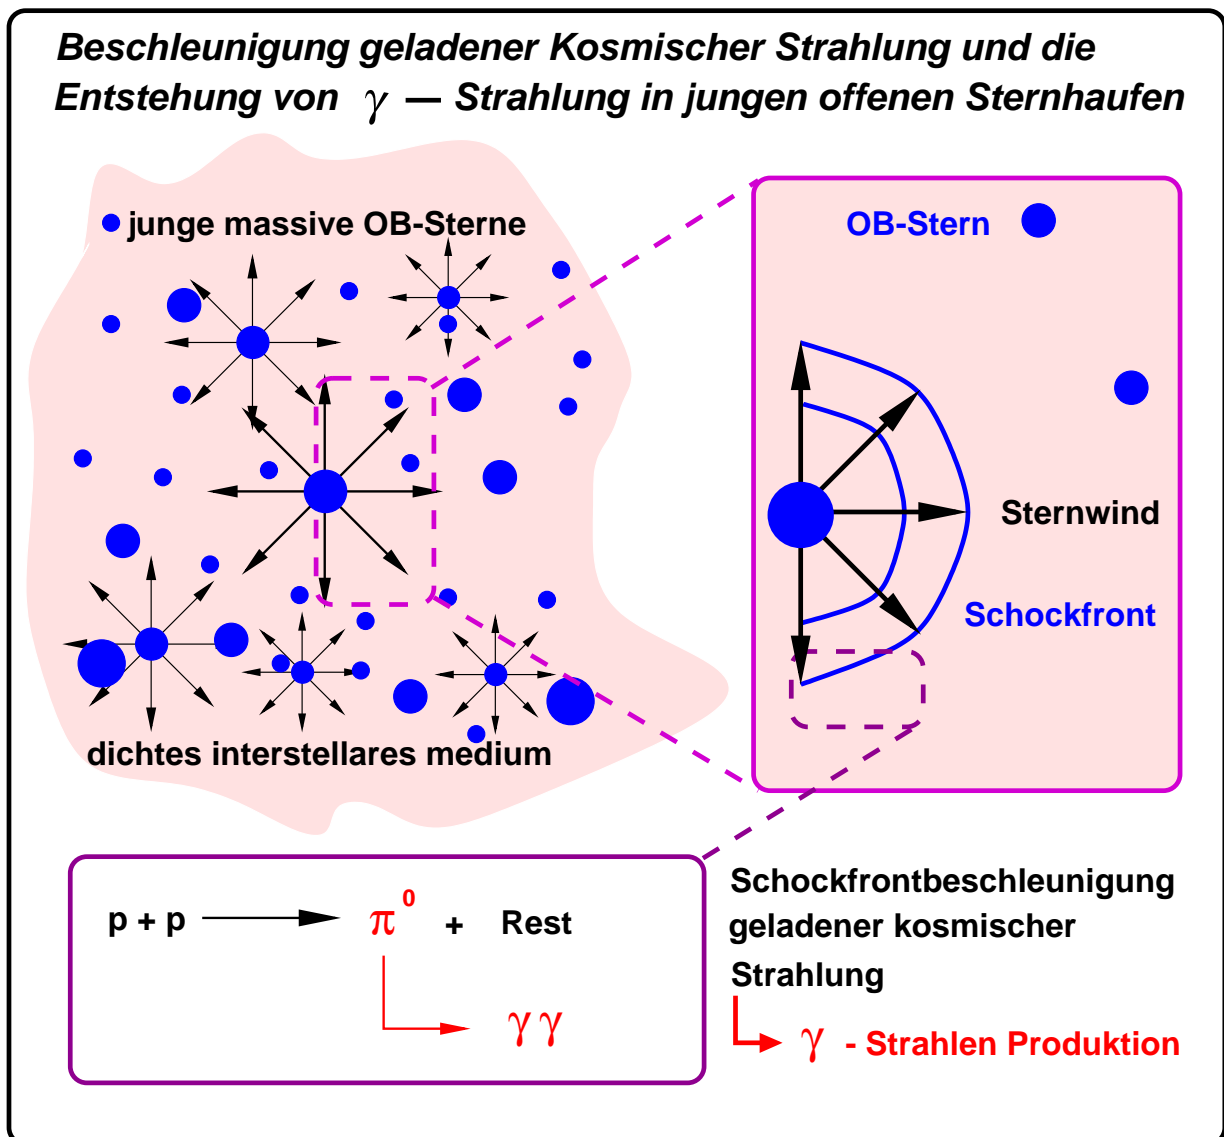 Beschleunigung geladener Kosmischer Strahlung und die
Entstehung von γ — Strahlung in jungen offenen Sternhaufen
junge massive OB-Sterne
dichtes interstellares medium
OB-Stern
Sternwind
Schockfront
p + p π⁰ + Rest
γ γ
Schockfrontbeschleunigung
geladener kosmischer
Strahlung
γ - Strahlen Produktion